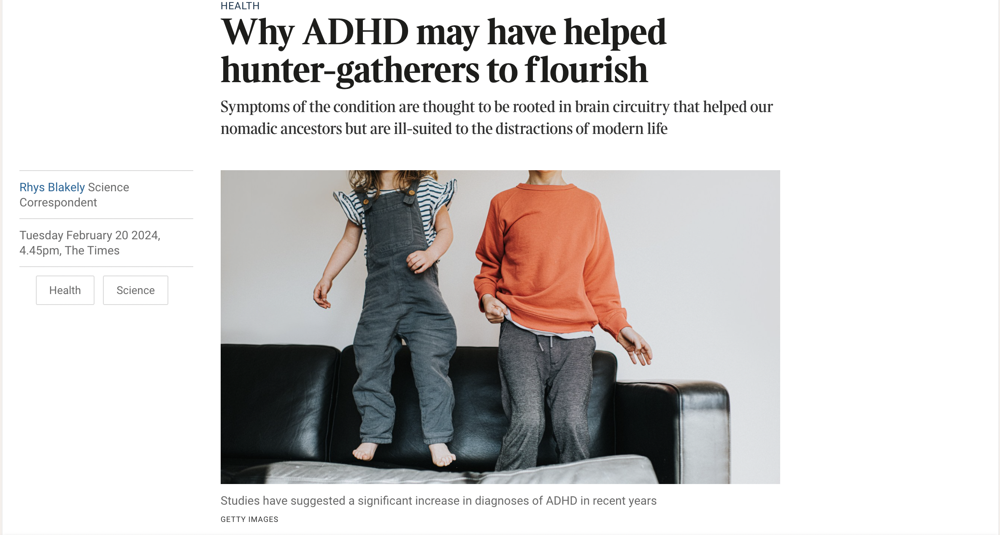 HEALTH
Why ADHD may have helped
hunter-gatherers to flourish
Symptoms of the condition are thought to be rooted in brain circuitry that helped our
nomadic ancestors but are ill-suited to the distractions of modern life
Rhys Blakely Science
Correspondent
Tuesday February 20 2024,
4.45pm, The Times
Health Science
Studies have suggested a significant increase in diagnoses of ADHD in recent years
GETTY IMAGES